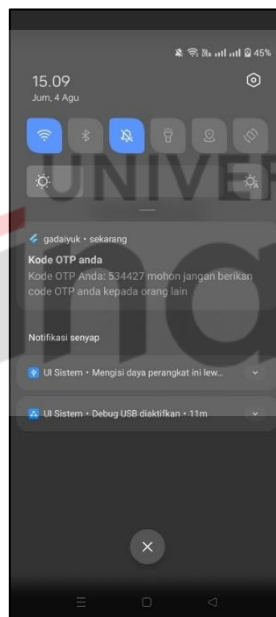 45%
15.09
Jum, 4 Agu
UNIVER
gadaiyuk • sekarang
Kode OTP anda
Kode OTP Anda: 534427 mohon jangan berikan
code OTP anda kepada orang lain
Notifikasi senyap
UI Sistem • Mengisi daya perangkat ini lew...
UI Sistem • Debug USB diaktifkan • 11m